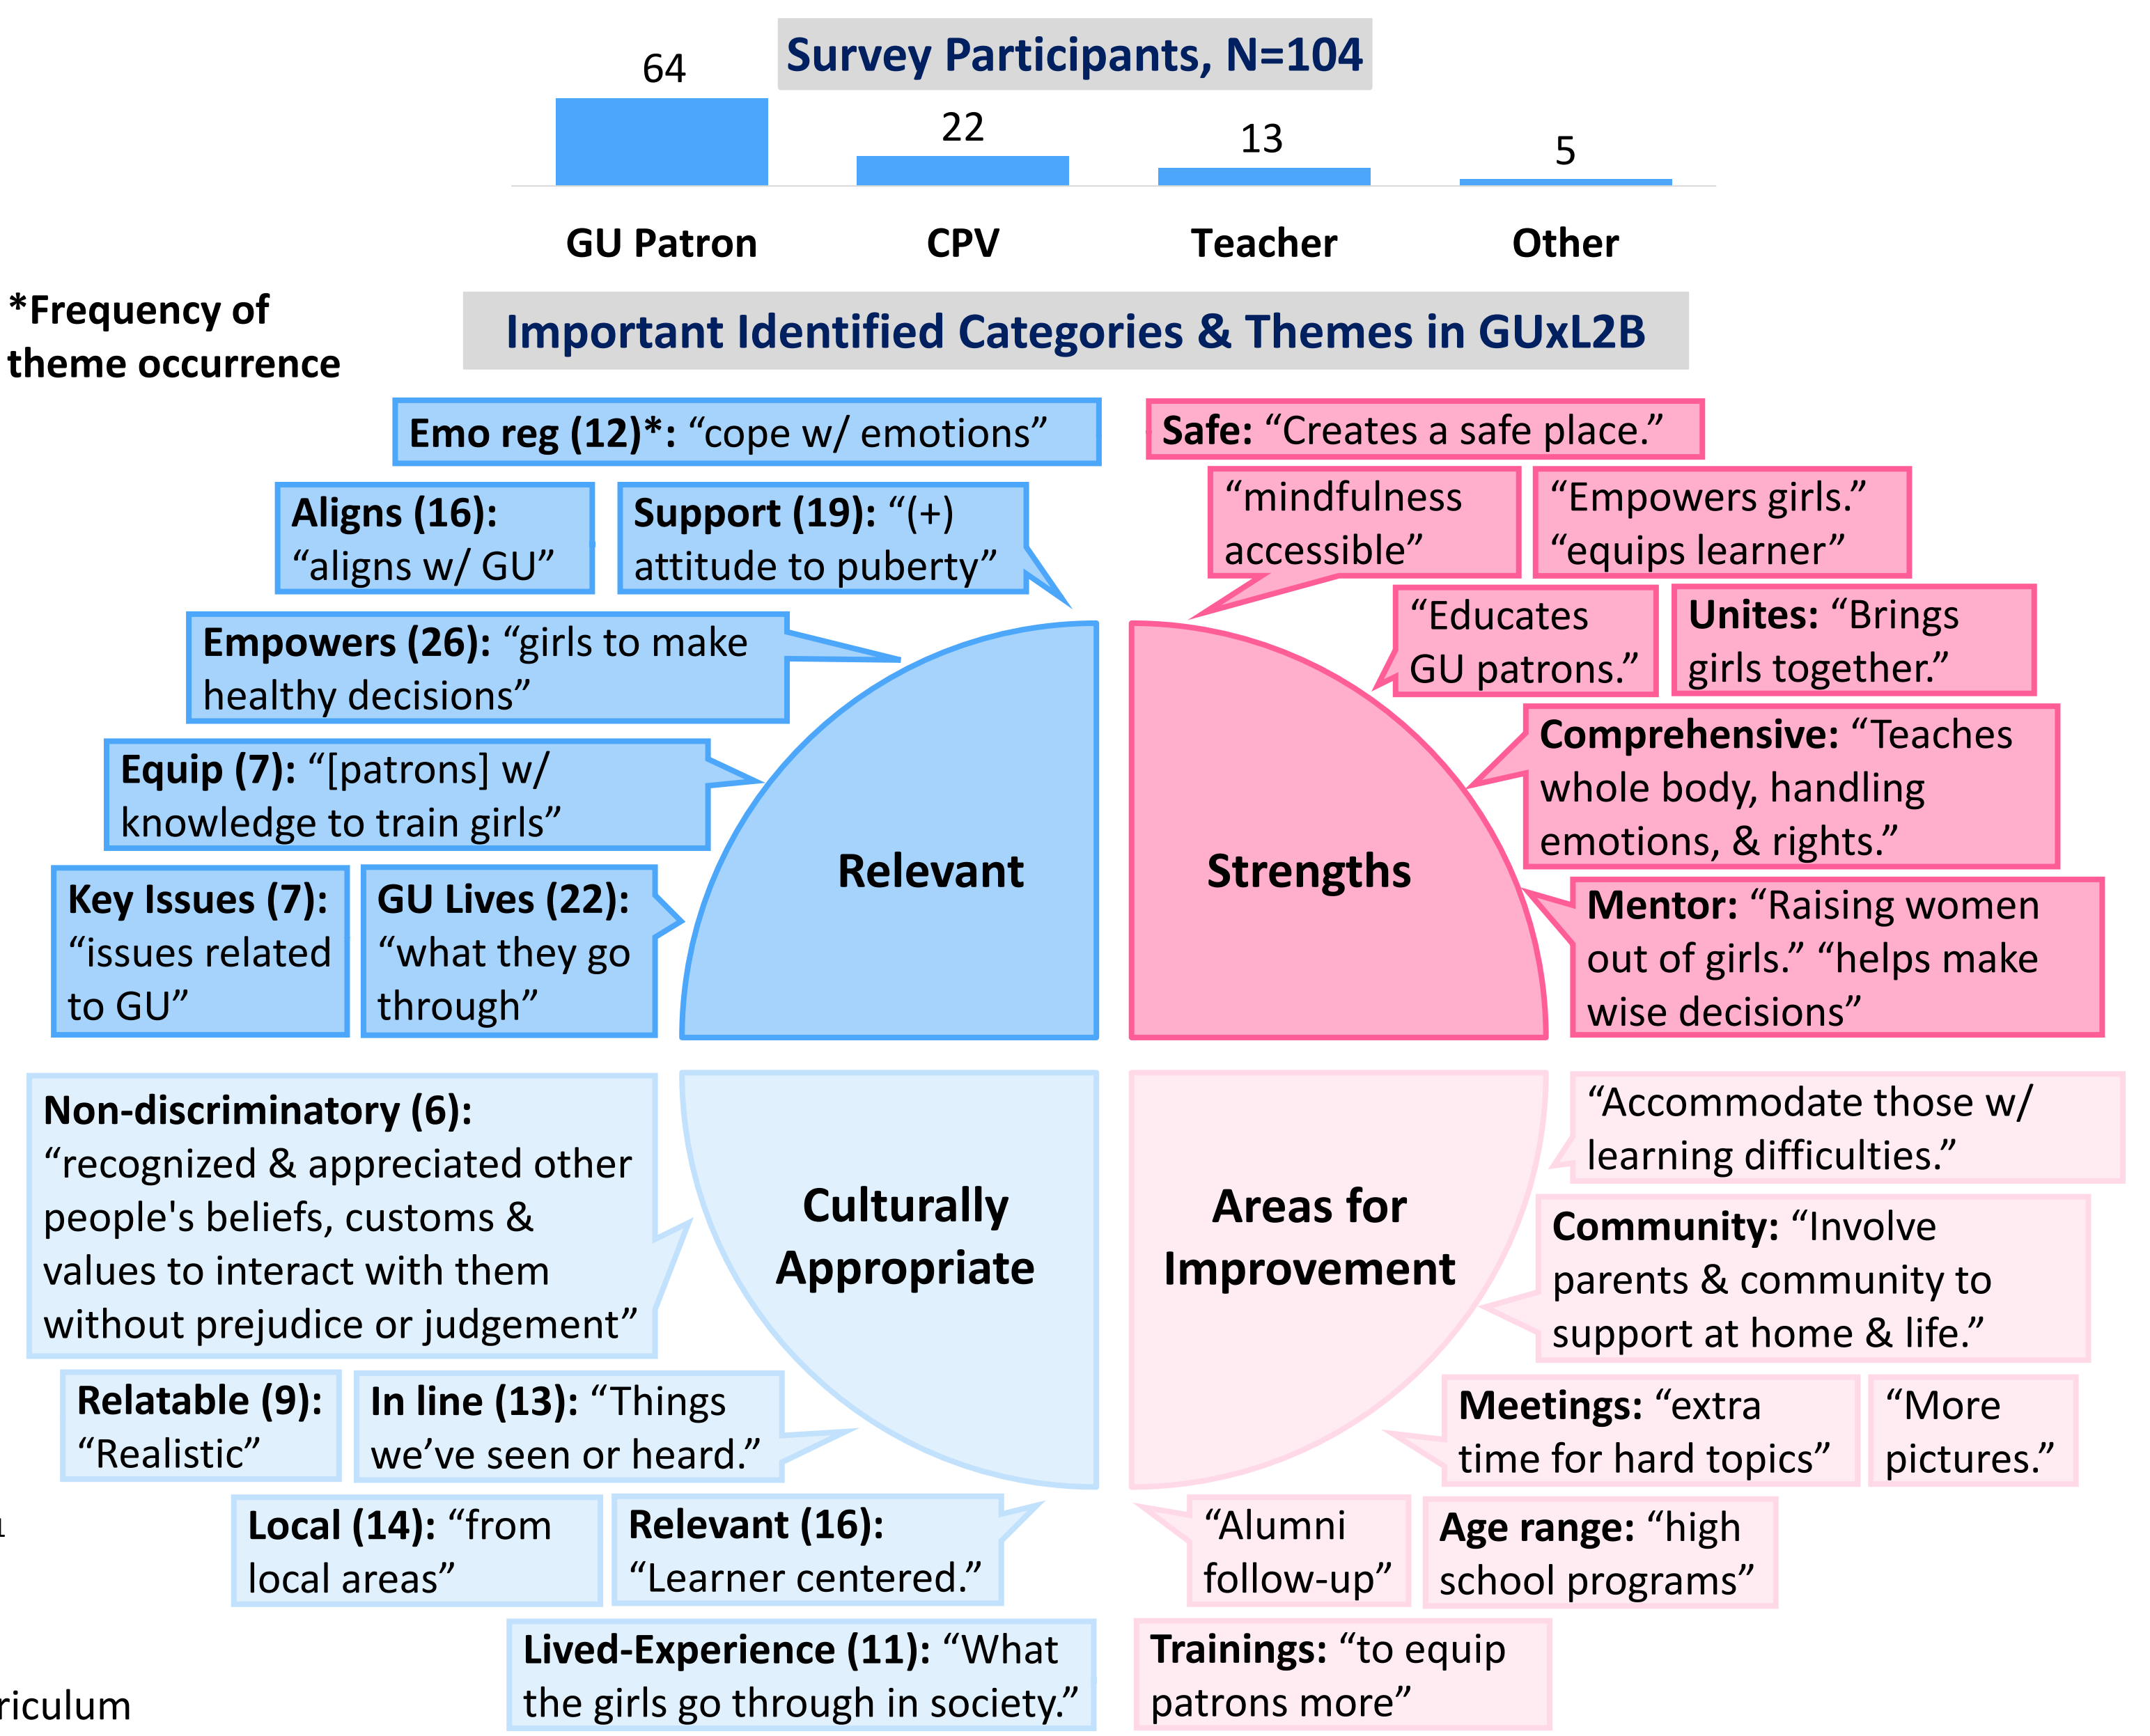 Survey Participants, N=104
64
22
13
5
GU Patron
CPV
Teacher
Other
*Frequency of
theme occurrence
Important Identified Categories & Themes in GUxL2B
Emo reg (12)*: “cope w/ emotions”
Aligns (16):
“aligns w/ GU”
Support (19): “(+)
attitude to puberty”
Empowers (26): “girls to make
healthy decisions”
Equip (7): “[patrons] w/
knowledge to train girls”
Key Issues (7):
“issues related
to GU”
GU Lives (22):
“what they go
through”
Relevant
Safe: “Creates a safe place.”
“mindfulness
accessible”
“Empowers girls.”
“equips learner”
“Educates
GU patrons.”
Unites: “Brings
girls together.”
Comprehensive: “Teaches
whole body, handling
emotions, & rights.”
Mentor: “Raising women
out of girls.” “helps make
wise decisions”
Strengths
Non-discriminatory (6):
“recognized & appreciated other
people's beliefs, customs &
values to interact with them
without prejudice or judgement”
Relatable (9):
“Realistic”
In line (13): “Things
we’ve seen or heard.”
Local (14): “from
local areas”
Relevant (16):
“Learner centered.”
Lived-Experience (11): “What
the girls go through in society.”
Culturally
Appropriate
Areas for
Improvement
“Accommodate those w/
learning difficulties.”
Community: “Involve
parents & community to
support at home & life.”
Meetings: “extra
time for hard topics”
“More
pictures.”
“Alumni
follow-up”
Age range: “high
school programs”
Trainings: “to equip
patrons more”
1
riculum